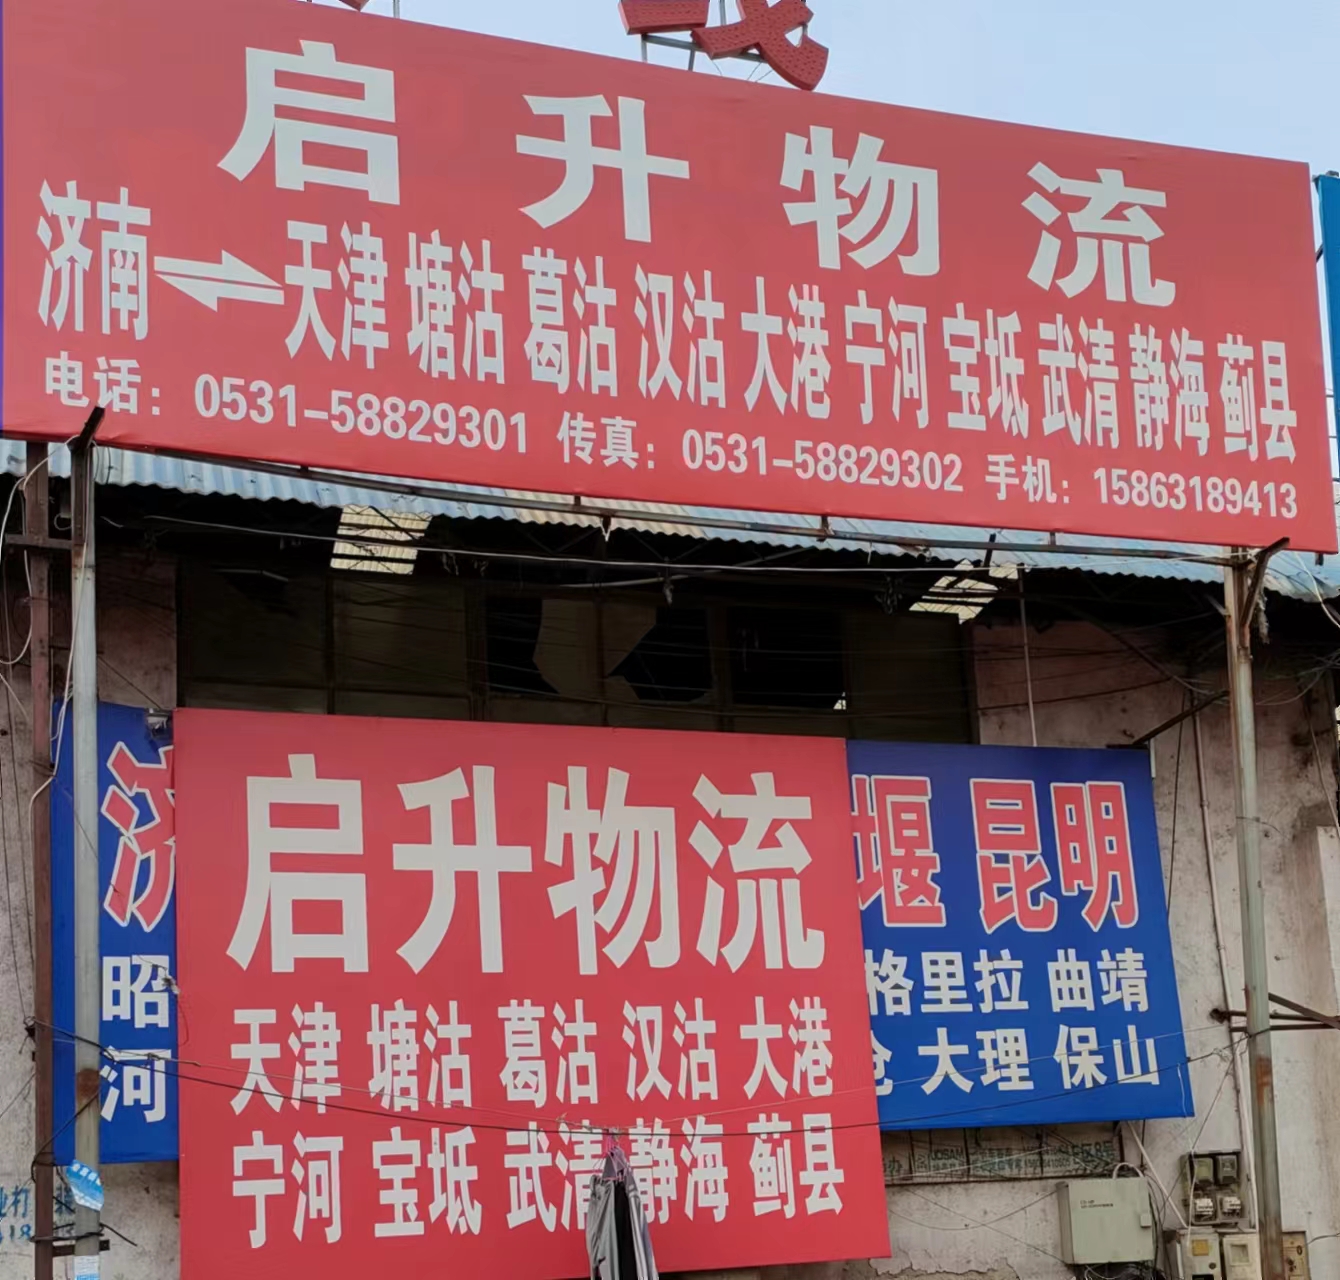 启升物流
济南⇌天津 塘沽 葛沽 汉沽 大港 宁河 宝坻 武清 静海 蓟县
电话：0531-58829301 传真：0531-58829302 手机：15863189413
启升物流
天津 塘沽 葛沽 汉沽 大港
宁河 宝坻 武清 静海 蓟县
济
昭
河
堰 昆明
格里拉 曲靖
大理 保山